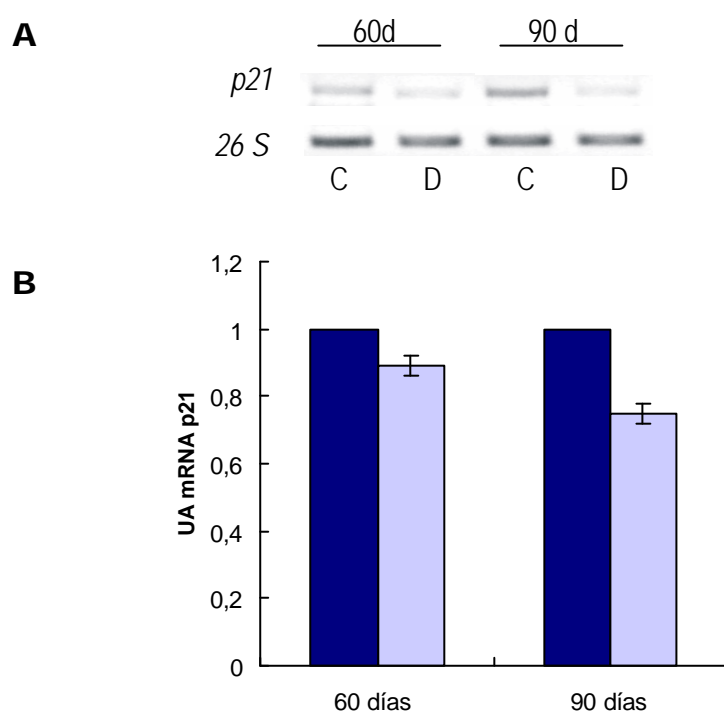 A
60d 90 d
p21
26 S
C D C D
B
1,2
1
0,8
0,6
0,4
0,2
0
UA mRNA p21
60 días 90 días